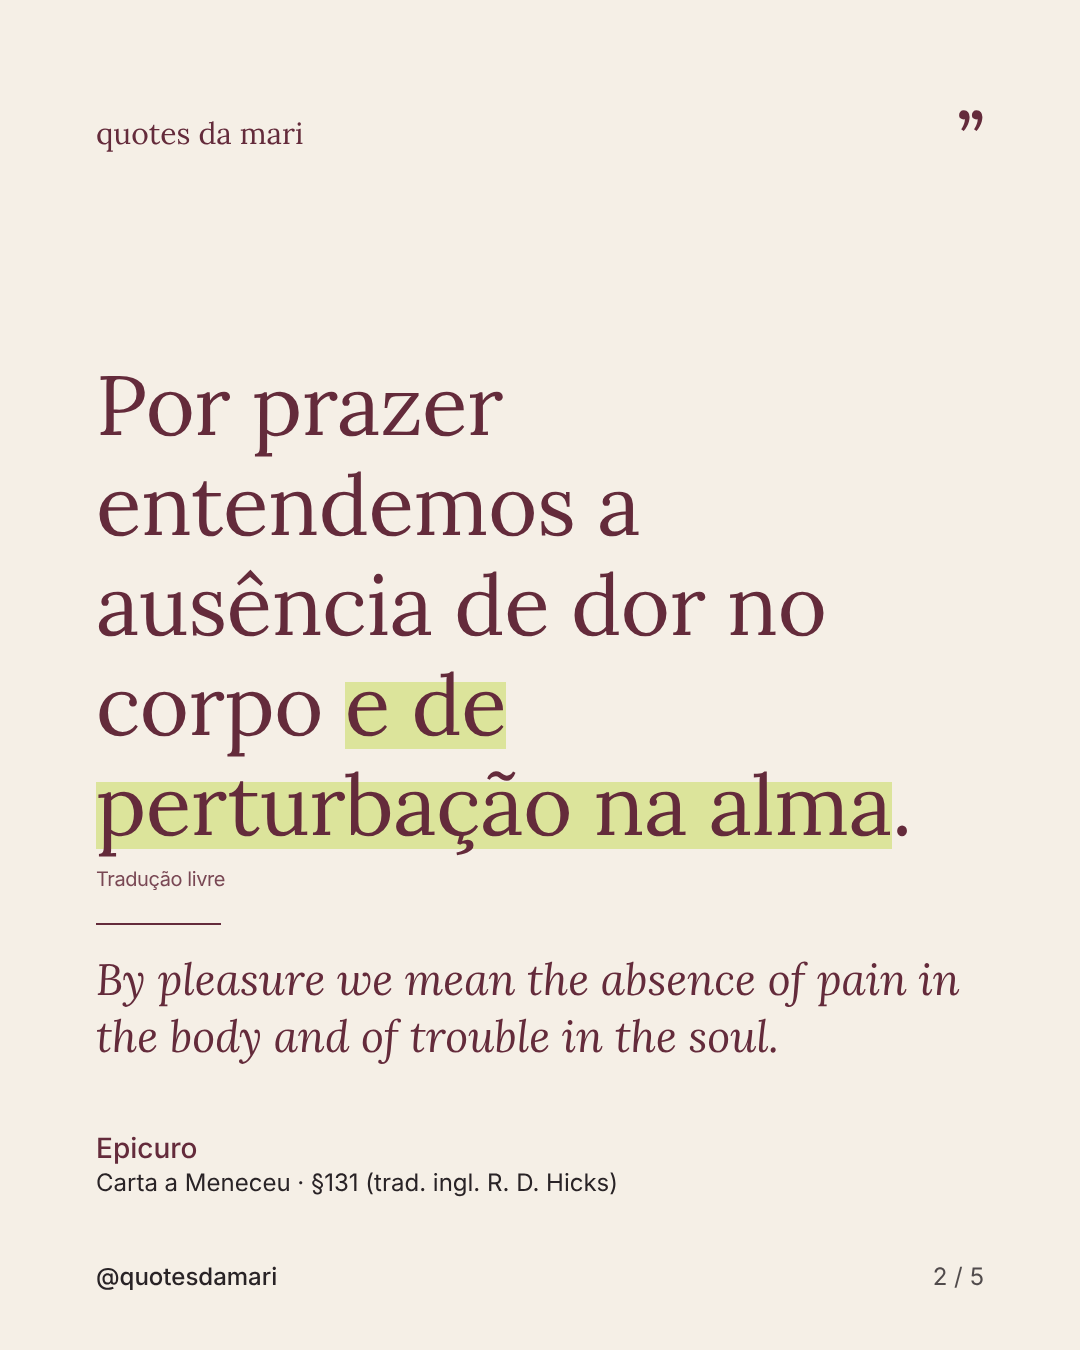 quotes da mari
”
Por prazer
entendemos a
ausência de dor no
corpo e de
perturbação na alma.
Tradução livre
By pleasure we mean the absence of pain in
the body and of trouble in the soul.
Epicuro
Carta a Meneceu · §131 (trad. ingl. R. D. Hicks)
@quotesdamari
2 / 5